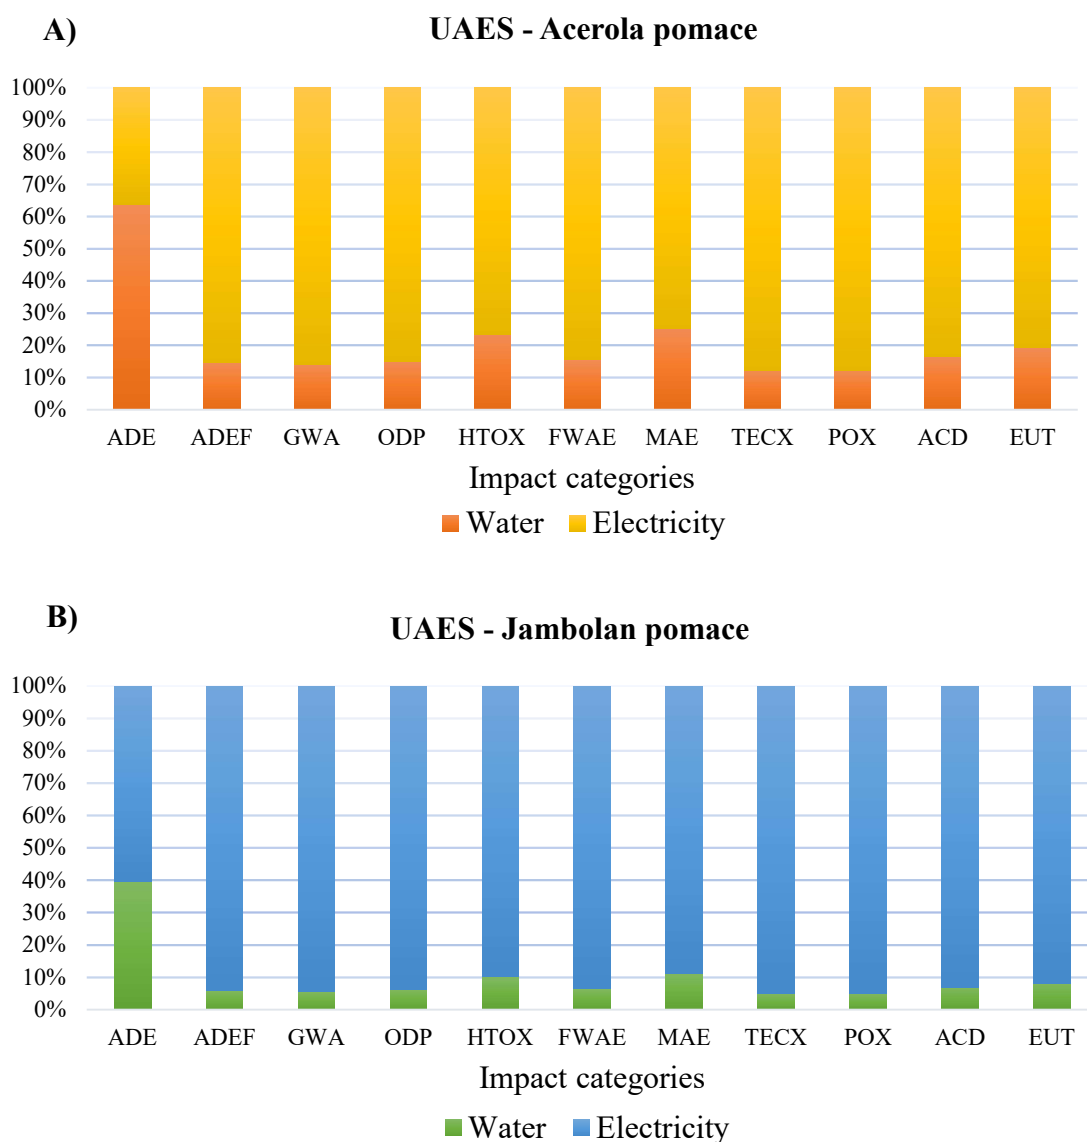 A)
UAES - Acerola pomace
100%
90%
80%
70%
60%
50%
40%
30%
20%
10%
0%
ADE ADEF GWA ODP HTOX FWAE MAE TECX POX ACD EUT
Impact categories
Water Electricity
B)
UAES - Jambolan pomace
100%
90%
80%
70%
60%
50%
40%
30%
20%
10%
0%
ADE ADEF GWA ODP HTOX FWAE MAE TECX POX ACD EUT
Impact categories
Water Electricity